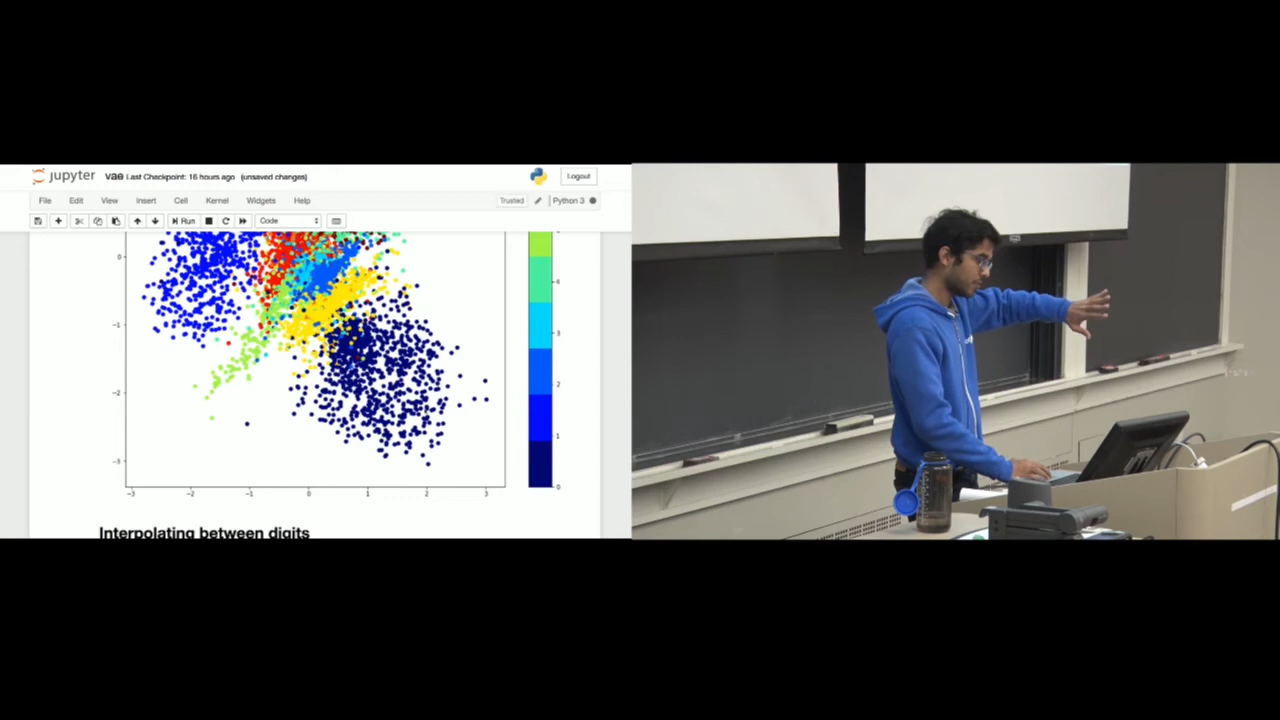 jupyter vae Last Checkpoint: 16 hours ago (unsaved changes) Logout
File Edit View Insert Cell Kernel Widgets Help Trusted Python 3
Run Code
0
−1
−2
−3
−3 −2 −1 0 1 2 3
4
3
2
1
0
Interpolating between digits